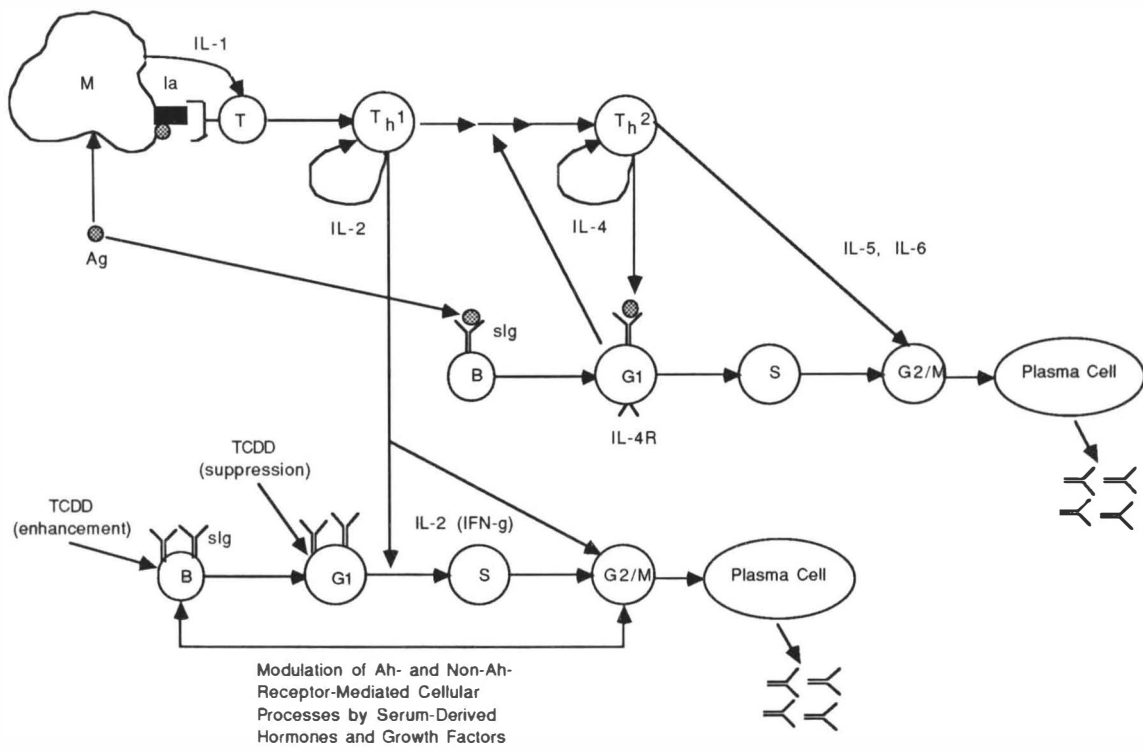 IL-1
M
Ia
T
Th1
Th2
IL-2
IL-4
Ag
IL-5, IL-6
sIg
B
G1
S
G2/M
Plasma Cell
IL-4R
TCDD
(suppression)
TCDD
(enhancement)
sIg
IL-2 (IFN-g)
B
G1
S
G2/M
Plasma Cell
Modulation of Ah- and Non-Ah-
Receptor-Mediated Cellular
Processes by Serum-Derived
Hormones and Growth Factors